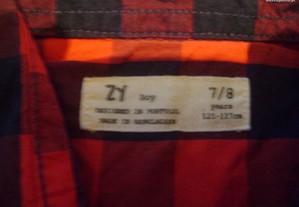 ZY Boy 7/8
DESIGNED IN PORTUGAL years
MADE IN BANGLADESH 121-127cm